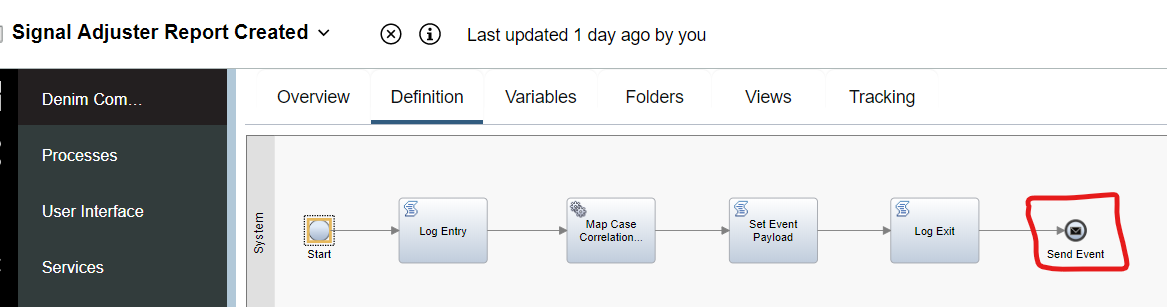 Signal Adjuster Report Created
Last updated 1 day ago by you
Denim Com...
Processes
User Interface
Services
Overview
Definition
Variables
Folders
Views
Tracking
System
Start
Log Entry
Map Case
Correlation...
Set Event
Payload
Log Exit
Send Event